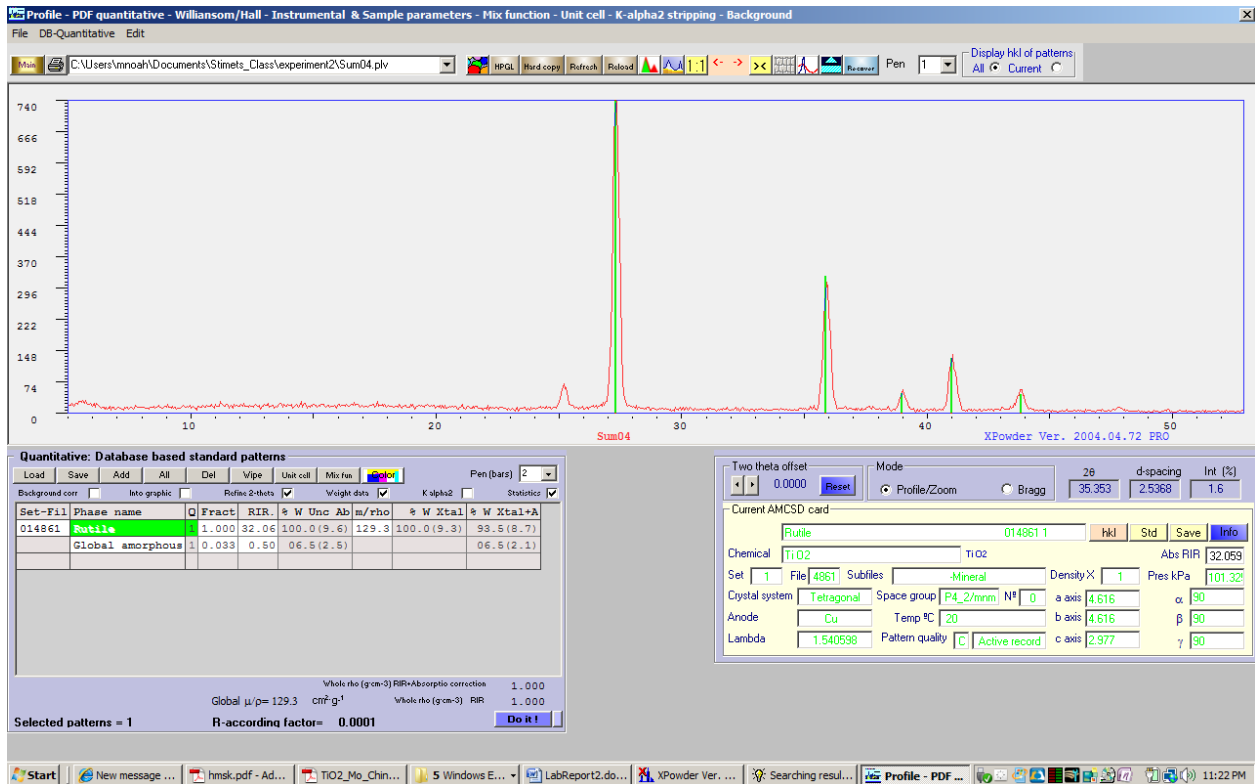 Profile - PDF quantitative - Williansom/Hall - Instrumental & Sample parameters - Mix function - Unit cell - K-alpha2 stripping - Background
File DB-Quantitative Edit
Main C:\Users\mnoah\Documents\Stimets_Class\experiment2\Sum04.plv HPGL Hard copy Refresh Reload 1:1 <- -> >< Recover Pen 1 Display hkl of patterns All Current
740
666
592
518
444
370
296
222
148
74
0
10 20 30 40 50
Sum04 XPowder Ver. 2004.04.72 PRO
Quantitative: Database based standard patterns
Load Save Add All Del Wipe Unit cell Mix fun Color Pen (bars) 2
Background corr Into graphic Refine 2-theta Weight data K alpha2 Statistics
Set-Fil Phase name Q Fract RIR. % W Unc Ab m/rho % W Xtal % W Xtal+A
014861 Rutile 1 1.000 32.06 100.0(9.6) 129.3 100.0(9.3) 93.5(8.7)
Global amorphous 1 0.033 0.50 06.5(2.5) 06.5(2.1)
Whole rho (g·cm-3) RIR+Absorptio correction 1.000
Global μ/ρ= 129.3 cm²·g-¹ Whole rho (g·cm-3) RIR 1.000
Selected patterns = 1 R-according factor= 0.0001 Do it !
Two theta offset
0.0000 Reset
Mode
Profile/Zoom Bragg
2θ d-spacing Int (%)
35.353 2.5368 1.6
Current AMCSD card
Rutile 014861 1 hkl Std Save Info
Chemical Ti O2 Ti O2 Abs RIR 32.059
Set 1 File 4861 Subfiles -Mineral Density X 1 Pres.kPa 101.32
Crystal system Tetragonal Space group P4_2/mnm Nº 0 a axis 4.616 α 90
Anode Cu Temp ºC 20 b axis 4.616 β 90
Lambda 1.540598 Pattern quality C Active record c axis 2.977 γ 90
Start New message ... hmsk.pdf - Ad... TiO2_Mo_Chin... 5 Windows E... LabReport2.do... XPowder Ver. ... Searching resul... Profile - PDF ... 11:22 PM